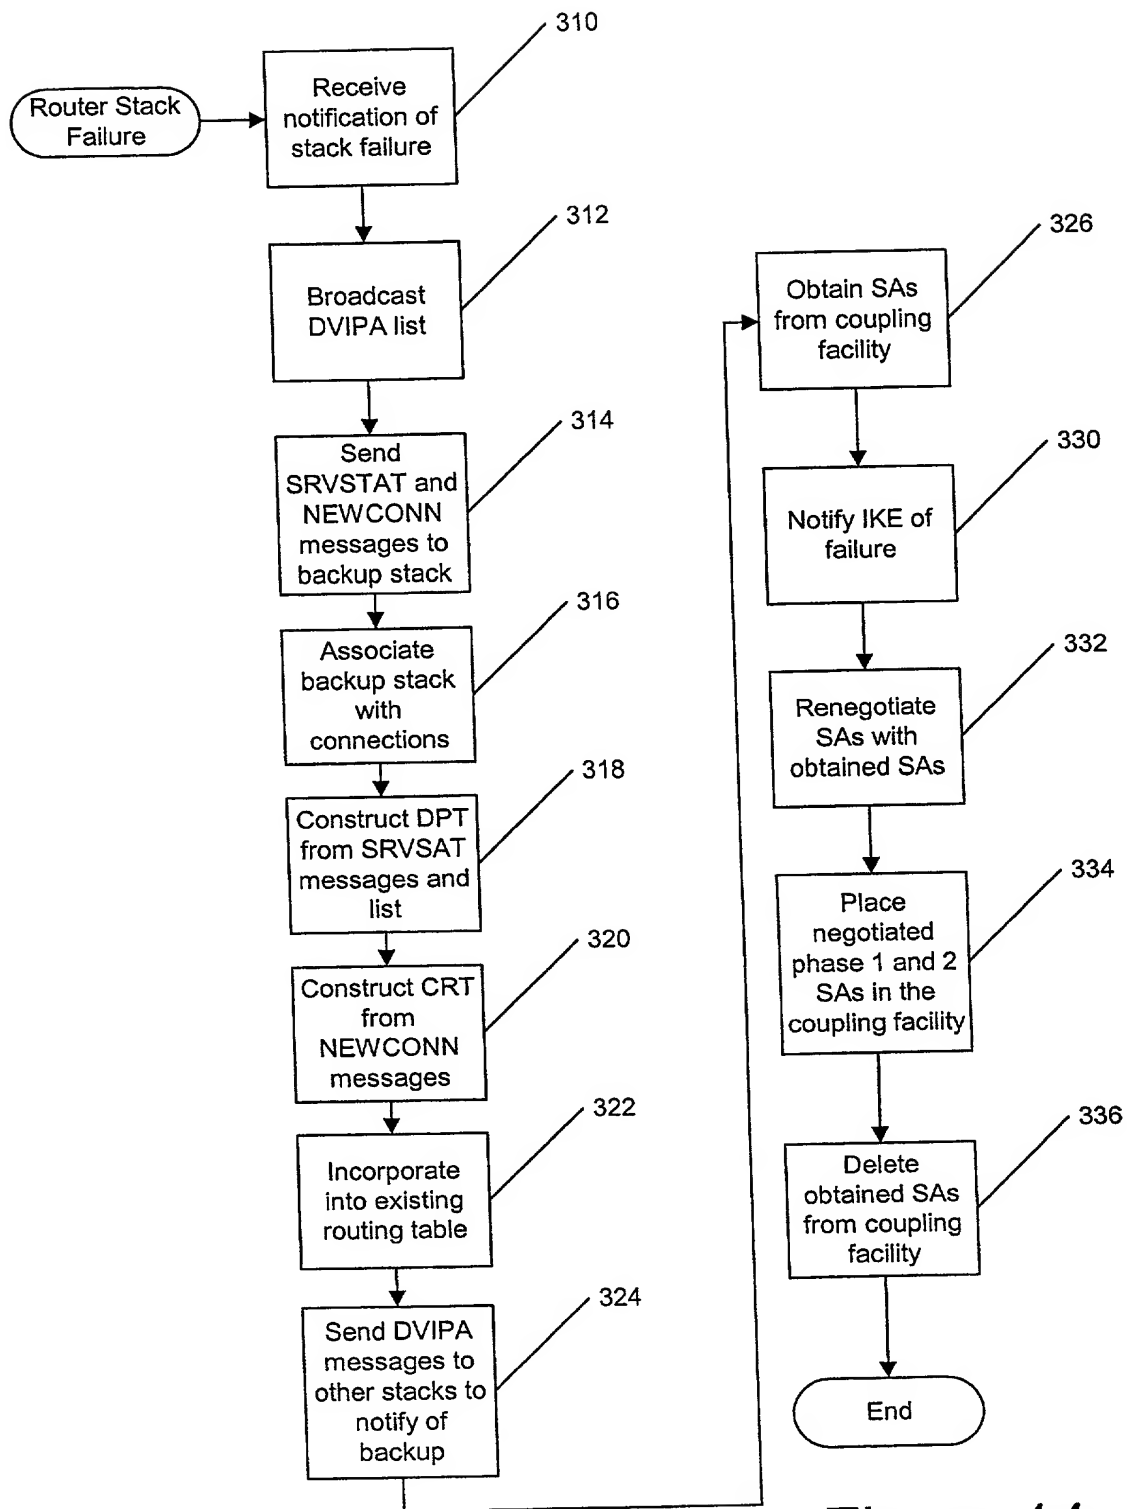 310
Router Stack
Failure
Receive
notification of
stack failure
312
Broadcast
DVIPA list
314
Send
SRVSTAT and
NEWCONN
messages to
backup stack
316
Associate
backup stack
with
connections
318
Construct DPT
from SRVSAT
messages and
list
320
Construct CRT
from
NEWCONN
messages
322
Incorporate
into existing
routing table
324
Send DVIPA
messages to
other stacks to
notify of
backup
326
Obtain SAs
from coupling
facility
330
Notify IKE of
failure
332
Renegotiate
SAs with
obtained SAs
334
Place
negotiated
phase 1 and 2
SAs in the
coupling facility
336
Delete
obtained SAs
from coupling
facility
End